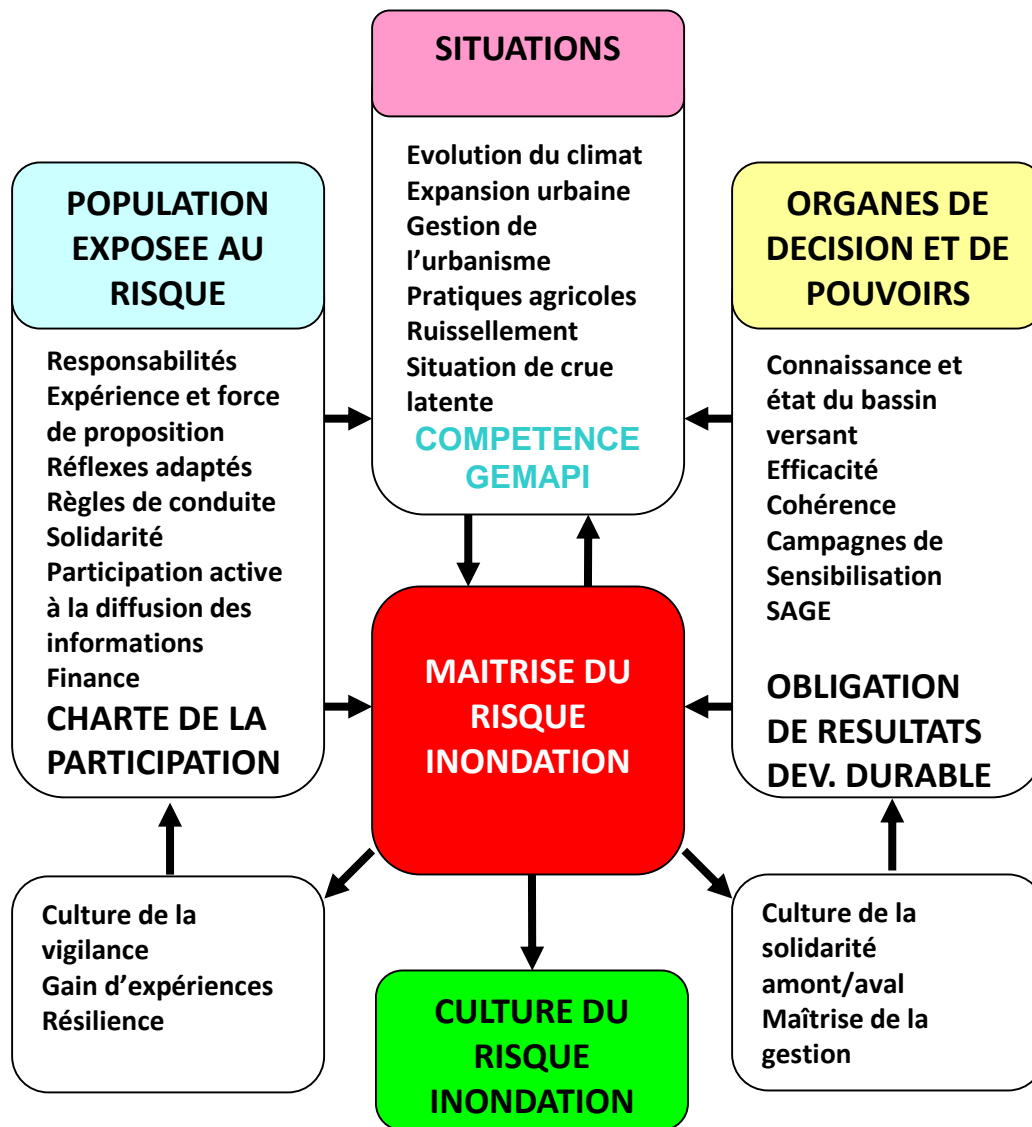 SITUATIONS
Evolution du climat
Expansion urbaine
Gestion de
l’urbanisme
Pratiques agricoles
Ruissellement
Situation de crue
latente
COMPETENCE
GEMAPI
POPULATION
EXPOSEE AU
RISQUE
Responsabilités
Expérience et force
de proposition
Réflexes adaptés
Règles de conduite
Solidarité
Participation active
à la diffusion des
informations
Finance
CHARTE DE LA
PARTICIPATION
ORGANES DE
DECISION ET DE
POUVOIRS
Connaissance et
état du bassin
versant
Efficacité
Cohérence
Campagnes de
Sensibilisation
SAGE
OBLIGATION
DE RESULTATS
DEV. DURABLE
MAITRISE DU
RISQUE
INONDATION
Culture de la
vigilance
Gain d’expériences
Résilience
CULTURE DU
RISQUE
INONDATION
Culture de la
solidarité
amont/aval
Maîtrise de la
gestion